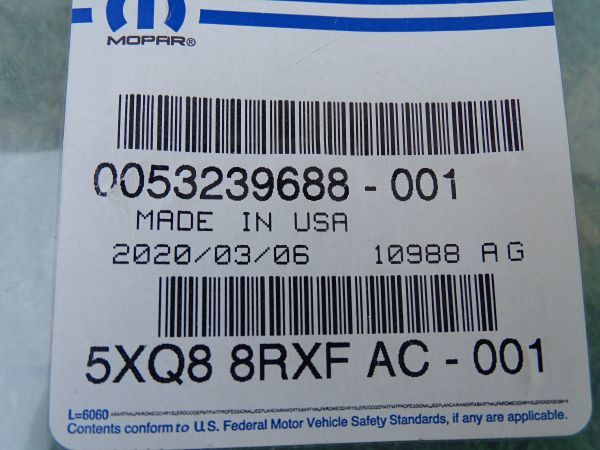 MOPAR®
0053239688-001
MADE IN USA
2020/03/06 10988 AG
5XQ8 8RXF AC-001
L=6060
Contents conform to U.S. Federal Motor Vehicle Safety Standards, if any are applicable.